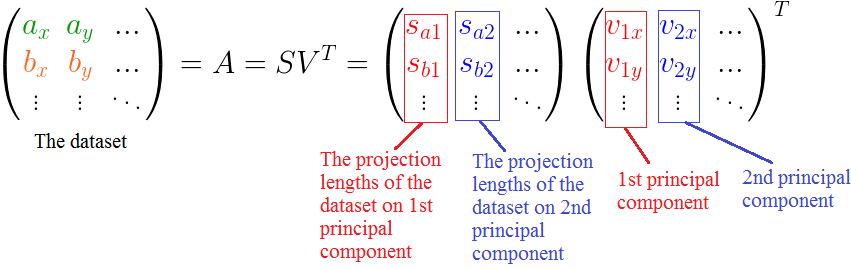 a_x a_y ...
b_x b_y ...
⋮ ⋮ ⋱
= A = SV^T =
s_a1 s_a2 ...
s_b1 s_b2 ...
⋮ ⋮ ⋱
v_1x v_2x ...
v_1y v_2y ...
⋮ ⋮ ⋱
T
The dataset
The projection
lengths of the
dataset on 1st
principal
component
The projection
lengths of the
dataset on 2nd
principal
component
1st principal
component
2nd principal
component